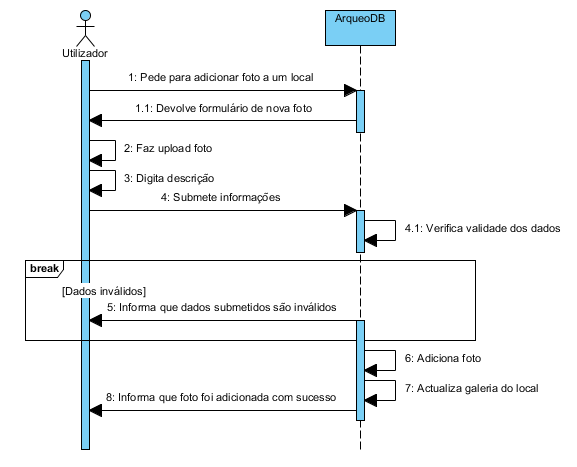 ArqueoDB
Utilizador
1: Pede para adicionar foto a um local
1.1: Devolve formulário de nova foto
2: Faz upload foto
3: Digita descrição
4: Submete informações
4.1: Verifica validade dos dados
break
[Dados inválidos]
5: Informa que dados submetidos são inválidos
6: Adiciona foto
7: Actualiza galeria do local
8: Informa que foto foi adicionada com sucesso